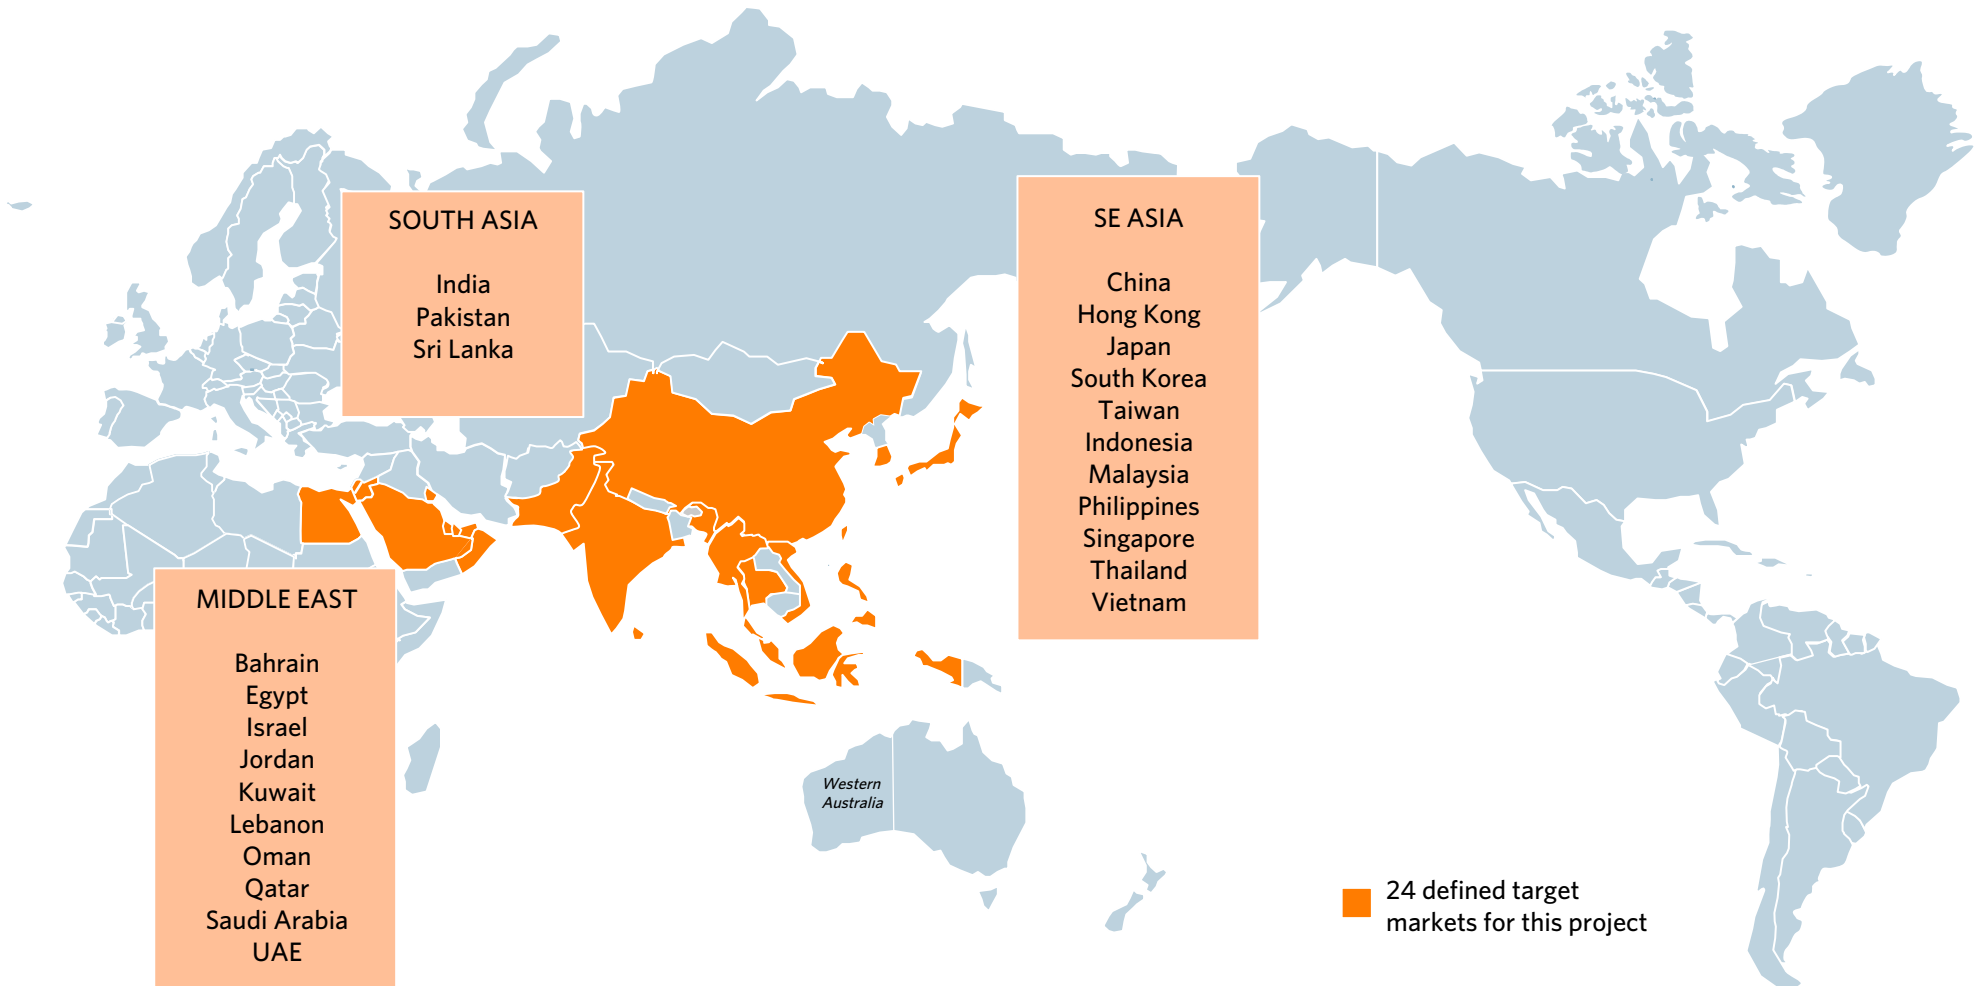 SOUTH ASIA
India
Pakistan
Sri Lanka
SE ASIA
China
Hong Kong
Japan
South Korea
Taiwan
Indonesia
Malaysia
Philippines
Singapore
Thailand
Vietnam
MIDDLE EAST
Bahrain
Egypt
Israel
Jordan
Kuwait
Lebanon
Oman
Qatar
Saudi Arabia
UAE
Western
Australia
24 defined target
markets for this project